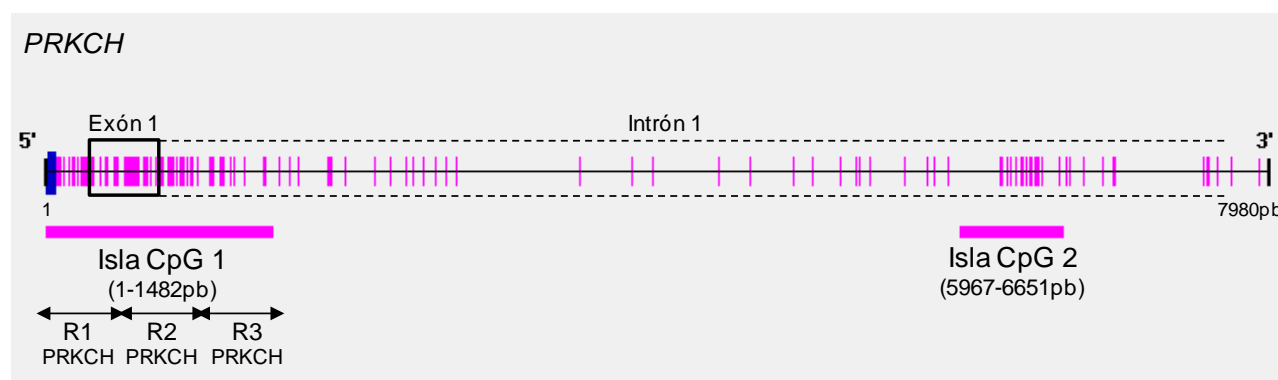 PRKCH
Exón 1
Intrón 1
5'
3'
1
7980pb
Isla CpG 1
(1-1482pb)
Isla CpG 2
(5967-6651pb)
R1
PRKCH
R2
PRKCH
R3
PRKCH